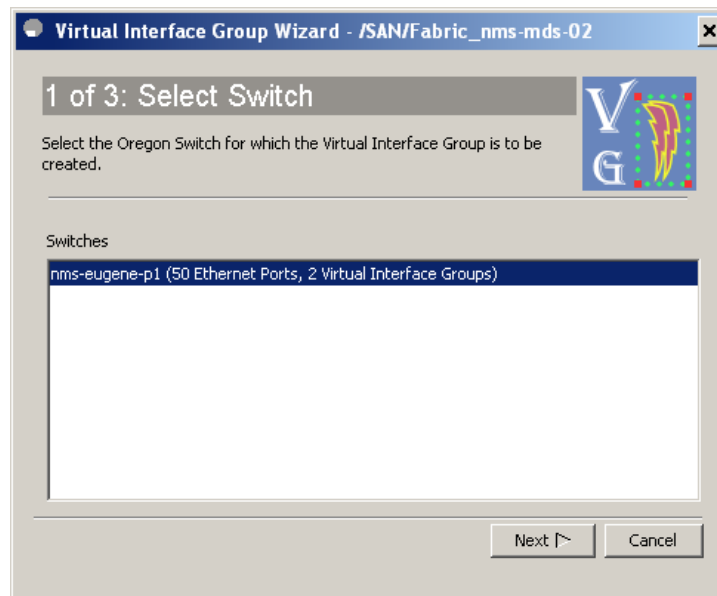 Virtual Interface Group Wizard - /SAN/Fabric_nms-mds-02
1 of 3: Select Switch
Select the Oregon Switch for which the Virtual Interface Group is to be
created.
V
G
Switches
nms-eugene-p1 (50 Ethernet Ports, 2 Virtual Interface Groups)
Next
Cancel